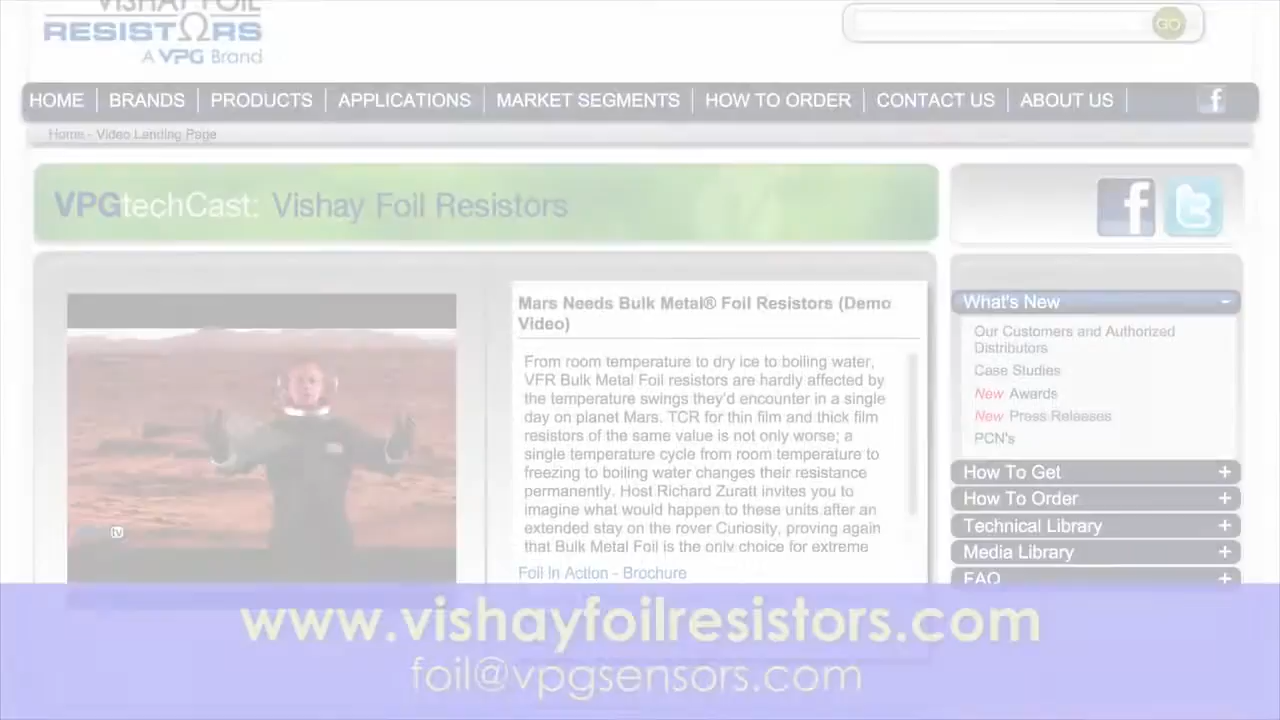 VISHAY FOIL
RESISTORS
A VPG Brand
GO
HOME
BRANDS
PRODUCTS
APPLICATIONS
MARKET SEGMENTS
HOW TO ORDER
CONTACT US
ABOUT US
f
Home - Video Landing Page
VPGtechCast: Vishay Foil Resistors
f
t
Mars Needs Bulk Metal® Foil Resistors (Demo
Video)
From room temperature to dry ice to boiling water,
VFR Bulk Metal Foil resistors are hardly affected by
the temperature swings they'd encounter in a single
day on planet Mars. TCR for thin film and thick film
resistors of the same value is not only worse; a
single temperature cycle from room temperature to
freezing to boiling water changes their resistance
permanently. Host Richard Zuratt invites you to
imagine what would happen to these units after an
extended stay on the rover Curiosity, proving again
that Bulk Metal Foil is the only choice for extreme
Foil In Action - Brochure
tv
What's New -
Our Customers and Authorized
Distributors
Case Studies
New Awards
New Press Releases
PCN's
How To Get +
How To Order +
Technical Library +
Media Library +
FAQ +
www.vishayfoilresistors.com
foil@vpgsensors.com